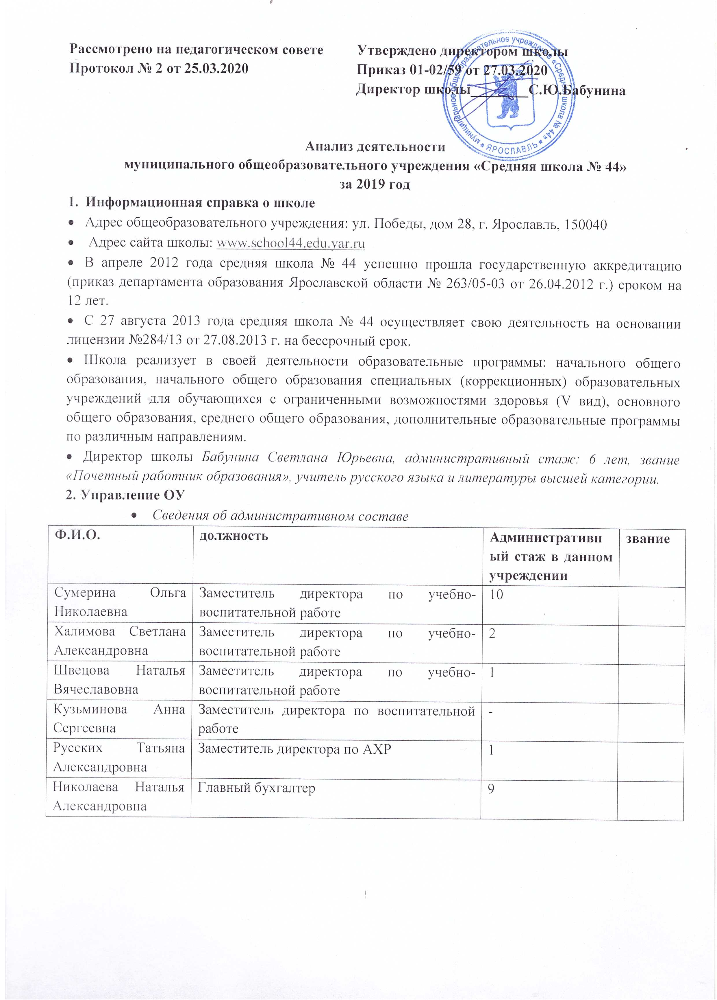 Рассмотрено на педагогическом совете
Протокол № 2 от 25.03.2020
Утверждено директором школы
Приказ 01-02/59 от 27.03.2020
Директор школы________С.Ю.Бабунина
муниципальное общеобразовательное учреждение «Средняя школа № 44»
* ЯРОСЛАВЛЬ *
Анализ деятельности
муниципального общеобразовательного учреждения «Средняя школа № 44»
за 2019 год
1. Информационная справка о школе
• Адрес общеобразовательного учреждения: ул. Победы, дом 28, г. Ярославль, 150040
• Адрес сайта школы: www.school44.edu.yar.ru
• В апреле 2012 года средняя школа № 44 успешно прошла государственную аккредитацию
(приказ департамента образования Ярославской области № 263/05-03 от 26.04.2012 г.) сроком на
12 лет.
• С 27 августа 2013 года средняя школа № 44 осуществляет свою деятельность на основании
лицензии №284/13 от 27.08.2013 г. на бессрочный срок.
• Школа реализует в своей деятельности образовательные программы: начального общего
образования, начального общего образования специальных (коррекционных) образовательных
учреждений для обучающихся с ограниченными возможностями здоровья (V вид), основного
общего образования, среднего общего образования, дополнительные образовательные программы
по различным направлениям.
• Директор школы Бабунина Светлана Юрьевна, административный стаж: 6 лет, звание
«Почетный работник образования», учитель русского языка и литературы высшей категории.
2. Управление ОУ
• Сведения об административном составе
Ф.И.О. должность Административн звание
ый стаж в данном
учреждении
Сумерина Ольга Заместитель директора по учебно- 10
Николаевна воспитательной работе
Халимова Светлана Заместитель директора по учебно- 2
Александровна воспитательной работе
Швецова Наталья Заместитель директора по учебно- 1
Вячеславовна воспитательной работе
Кузьминова Анна Заместитель директора по воспитательной -
Сергеевна работе
Русских Татьяна Заместитель директора по АХР 1
Александровна
Николаева Наталья Главный бухгалтер 9
Александровна